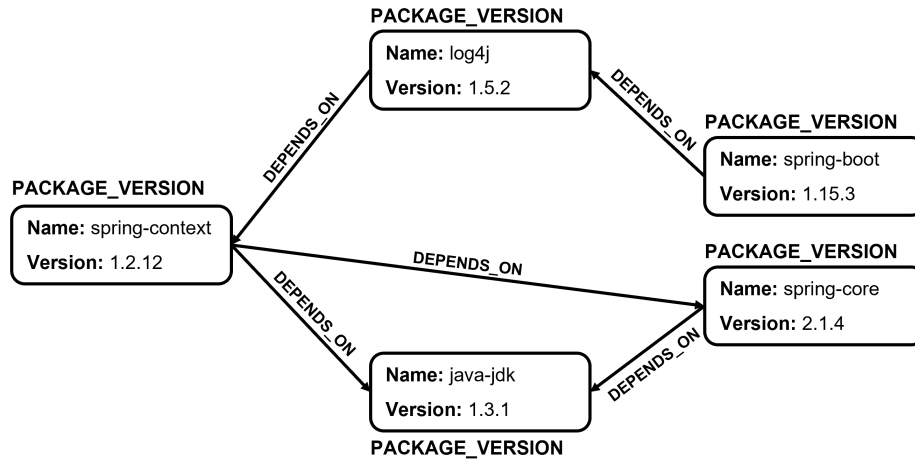 PACKAGE_VERSION
Name: log4j
Version: 1.5.2
DEPENDS_ON
DEPENDS_ON
PACKAGE_VERSION
Name: spring-boot
Version: 1.15.3
PACKAGE_VERSION
Name: spring-context
Version: 1.2.12
DEPENDS_ON
PACKAGE_VERSION
Name: spring-core
Version: 2.1.4
DEPENDS_ON
DEPENDS_ON
Name: java-jdk
Version: 1.3.1
PACKAGE_VERSION